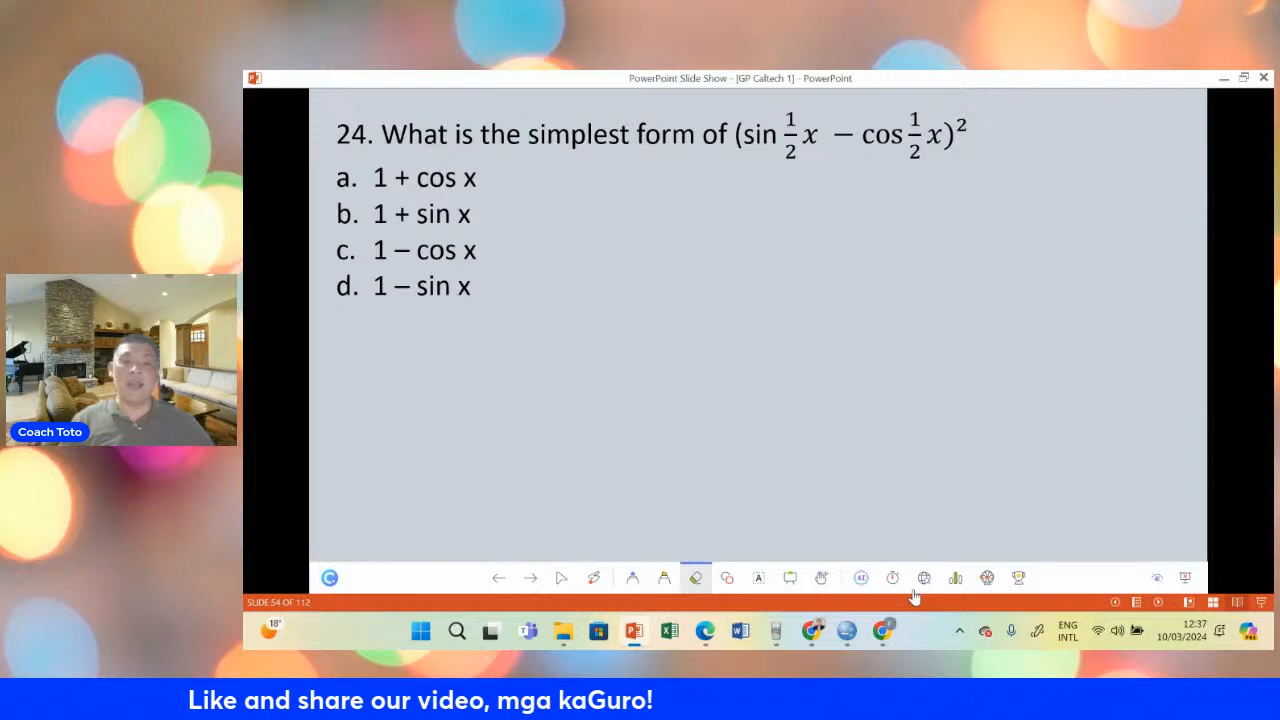 PowerPoint Slide Show - [GP Caltech 1] - PowerPoint
24. What is the simplest form of (sin 1/2 x − cos 1/2 x)²
a. 1 + cos x
b. 1 + sin x
c. 1 – cos x
d. 1 – sin x
Coach Toto
AI
SLIDE 54 OF 112
18°
ENG
INTL
12:37
10/03/2024
Like and share our video, mga kaGuro!